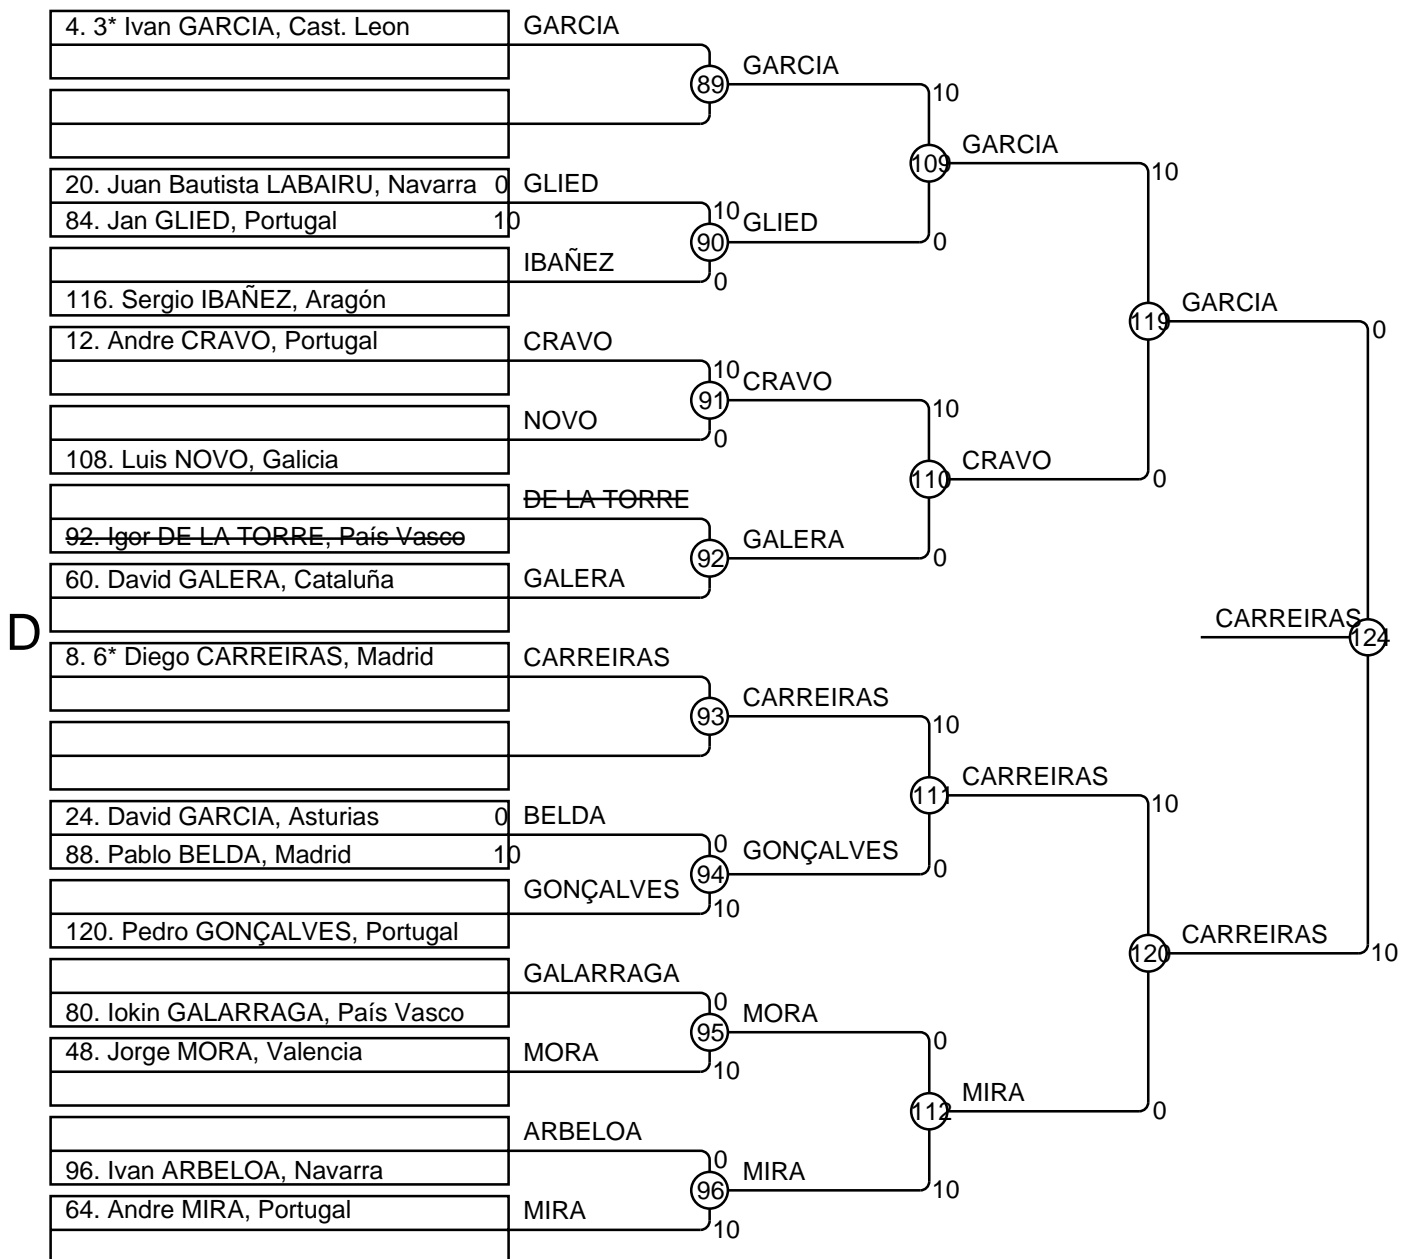 4. 3* Ivan GARCIA, Cast. Leon
GARCIA
89
GARCIA
10
20. Juan Bautista LABAIRU, Navarra 0
84. Jan GLIED, Portugal 10
GLIED
10
90
GLIED
0
109
GARCIA
10
IBAÑEZ
0
116. Sergio IBAÑEZ, Aragón
12. Andre CRAVO, Portugal
CRAVO
10
91
CRAVO
10
NOVO
0
108. Luis NOVO, Galicia
110
CRAVO
0
119
GARCIA
0
DE LA TORRE
92. Igor DE LA TORRE, País Vasco
92
GALERA
0
60. David GALERA, Cataluña
GALERA
D
CARREIRAS
124
8. 6* Diego CARREIRAS, Madrid
CARREIRAS
93
CARREIRAS
10
111
CARREIRAS
10
24. David GARCIA, Asturias 0
88. Pablo BELDA, Madrid 10
BELDA
0
94
GONÇALVES
0
GONÇALVES
10
120. Pedro GONÇALVES, Portugal
120
CARREIRAS
10
GALARRAGA
0
80. Iokin GALARRAGA, País Vasco
95
MORA
0
48. Jorge MORA, Valencia
MORA
10
112
MIRA
0
ARBELOA
0
96. Ivan ARBELOA, Navarra
96
MIRA
10
64. Andre MIRA, Portugal
MIRA
10